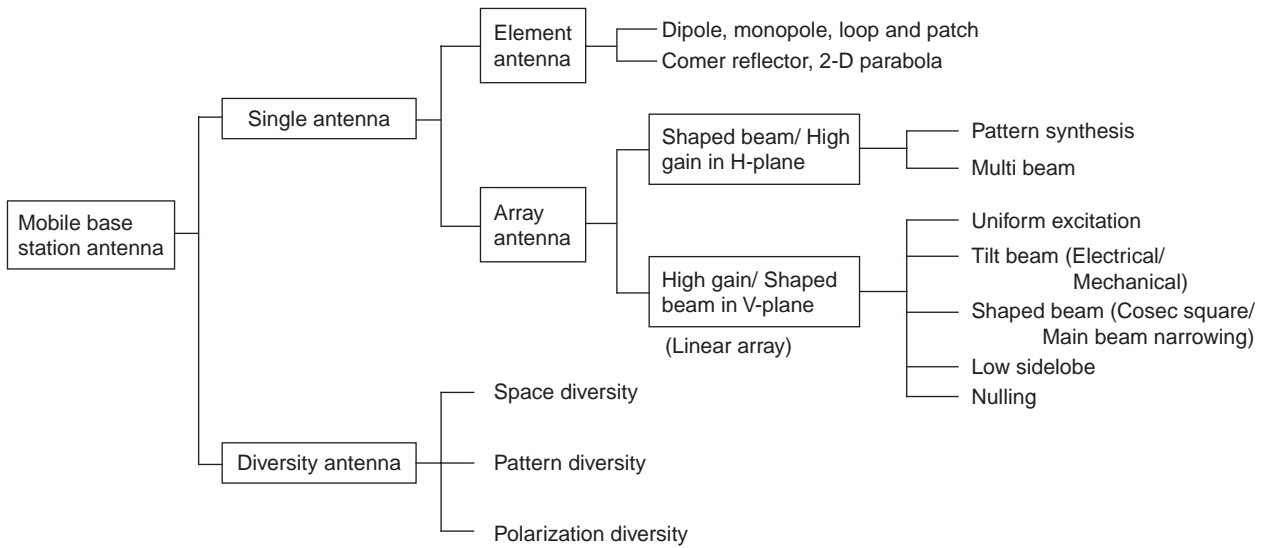 Mobile base
station antenna
Single antenna
Element
antenna
Dipole, monopole, loop and patch
Comer reflector, 2-D parabola
Array
antenna
Shaped beam/ High
gain in H-plane
Pattern synthesis
Multi beam
High gain/ Shaped
beam in V-plane
(Linear array)
Uniform excitation
Tilt beam (Electrical/
Mechanical)
Shaped beam (Cosec square/
Main beam narrowing)
Low sidelobe
Nulling
Diversity antenna
Space diversity
Pattern diversity
Polarization diversity